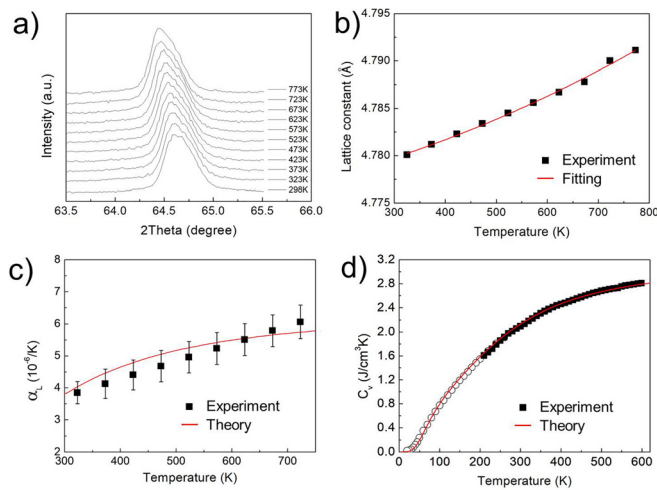 a)
Intensity (a.u.)
773K
723K
673K
623K
573K
523K
473K
423K
373K
323K
298K
63.5 64.0 64.5 65.0 65.5 66.0
2Theta (degree)
b)
Lattice constant (Å)
4.795
4.790
4.785
4.780
4.775
Experiment
Fitting
300 400 500 600 700 800
Temperature (K)
c)
αL (10-6/K)
8
7
6
5
4
3
2
Experiment
Theory
300 400 500 600 700
Temperature (K)
d)
Cv (J/cm3K)
2.8
2.4
2.0
1.6
1.2
0.8
0.4
0.0
Experiment
Theory
0 100 200 300 400 500 600
Temperature (K)